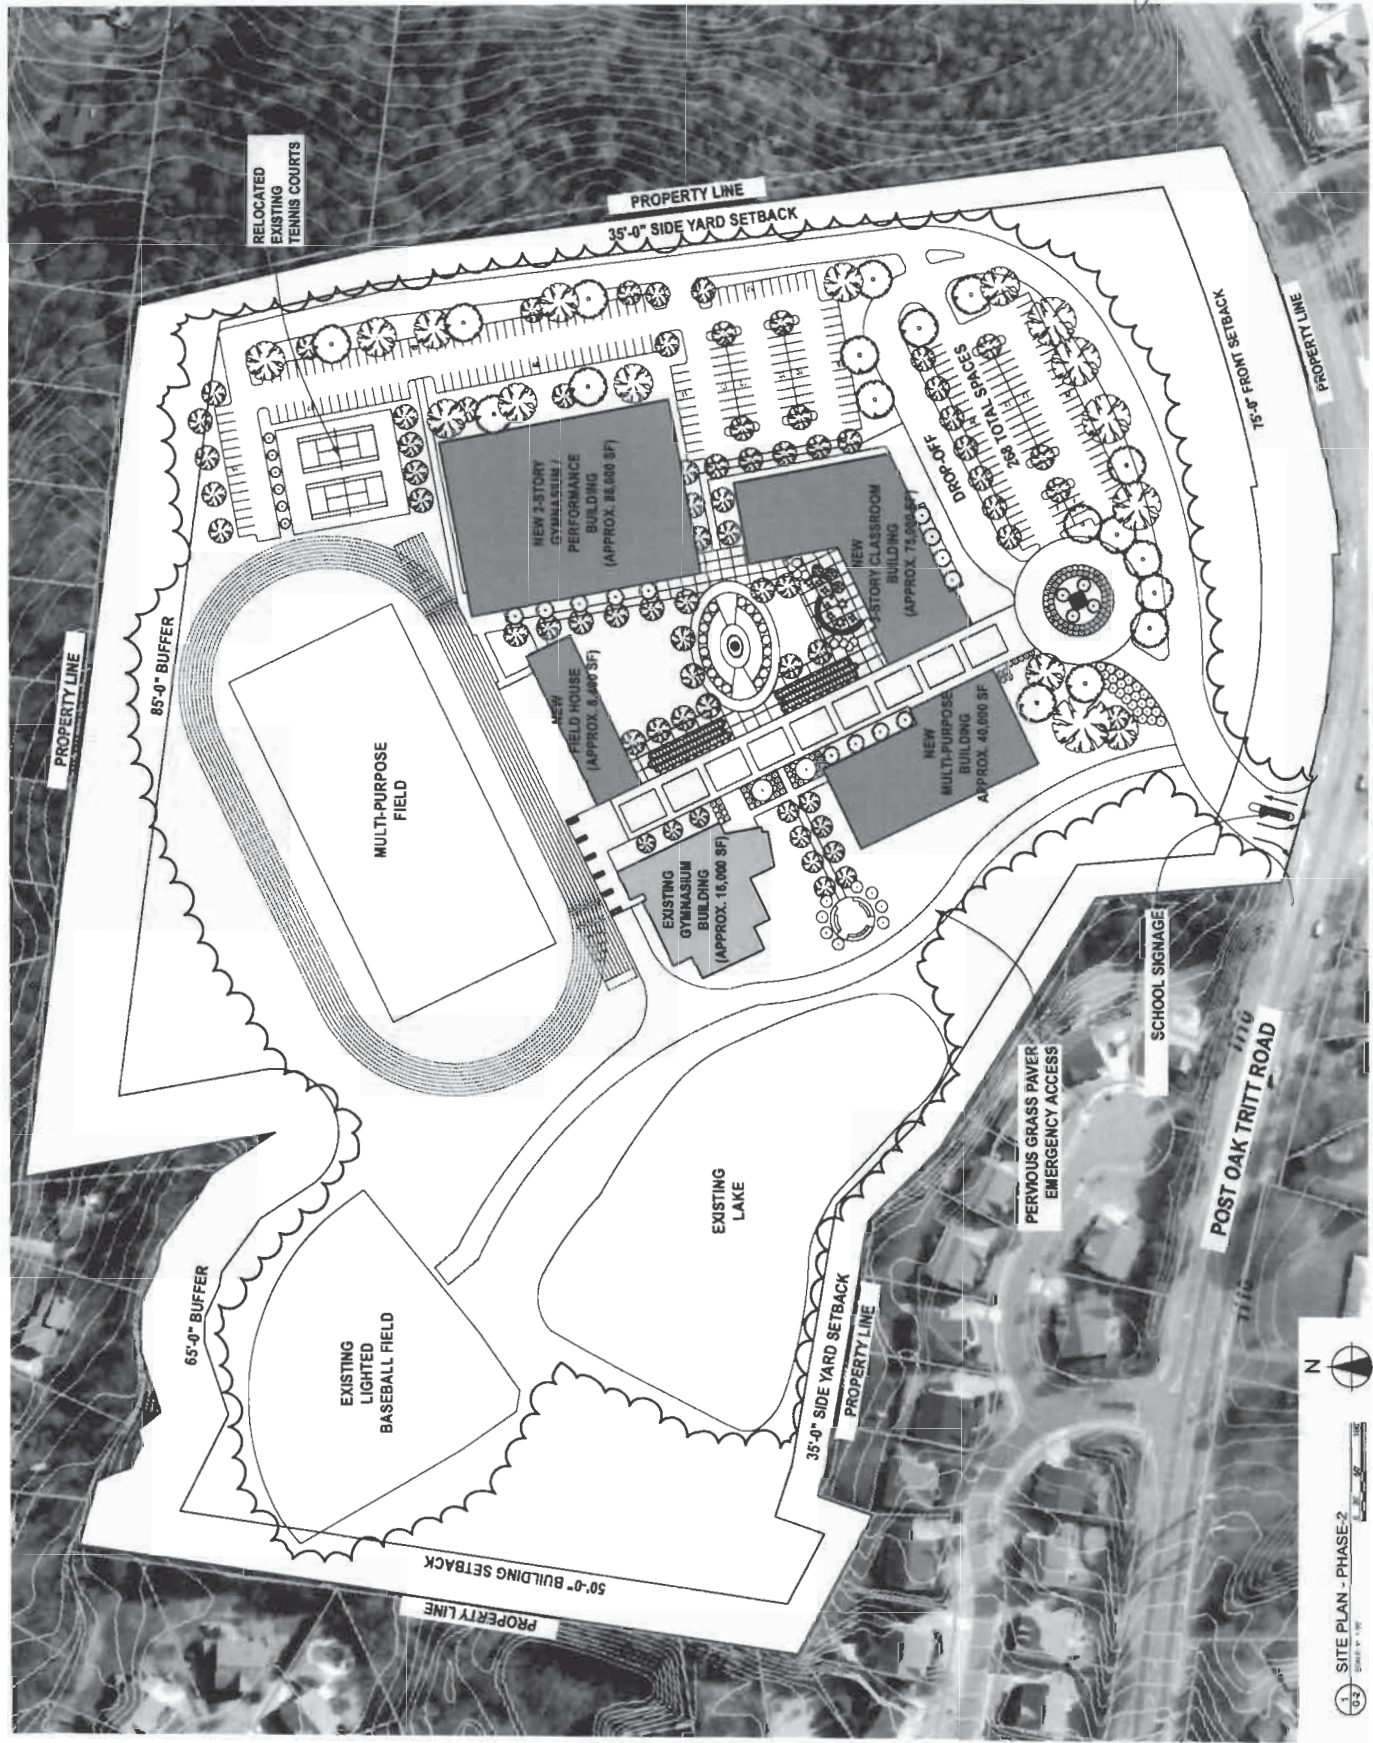 RELOCATED
EXISTING
TENNIS COURTS
PROPERTY LINE
35'-0" SIDE YARD SETBACK
PROPERTY LINE
85'-0" BUFFER
MULTI-PURPOSE
FIELD
NEW 2-STORY
GYMNASIUM /
PERFORMANCE
BUILDING
NEW
FIELD HOUSE
EXISTING
GYMNASIUM
BUILDING
(APPROX. 15,000 SF)
NEW
BUILDING
(APPROX. 75,000 SF)
NEW
MULTI-PURPOSE
BUILDING
APPROX. 40,000 SF
DROP-OFF
268 TOTAL SPACES
75'-0" FRONT SETBACK
PROPERTY LINE
65'-0" BUFFER
EXISTING
LIGHTED
BASEBALL FIELD
EXISTING
LAKE
PERVIOUS GRASS PAVER
EMERGENCY ACCESS
SCHOOL SIGNAGE
POST OAK TRITT ROAD
35'-0" SIDE YARD SETBACK
PROPERTY LINE
50'-0" BUILDING SETBACK
PROPERTY LINE
N
1
G-2
SITE PLAN - PHASE-2